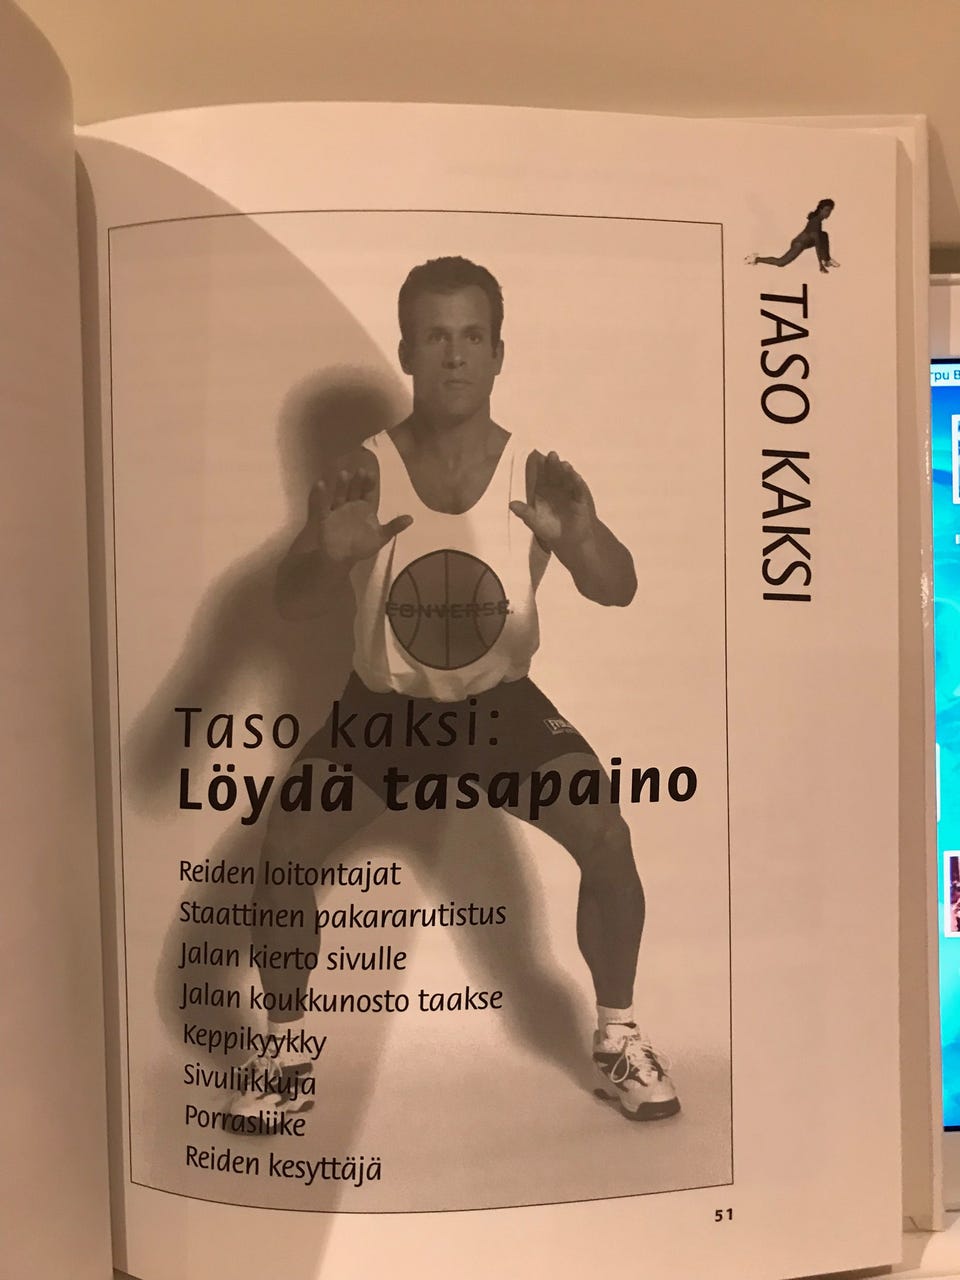 TASO KAKSI
CONVERSE
Taso kaksi:
Löydä tasapaino
Reiden loitontajat
Staattinen pakararutistus
Jalan kierto sivulle
Jalan koukkunosto taakse
Keppikyykky
Sivuliikkuja
Porrasliike
Reiden kesyttäjä
51